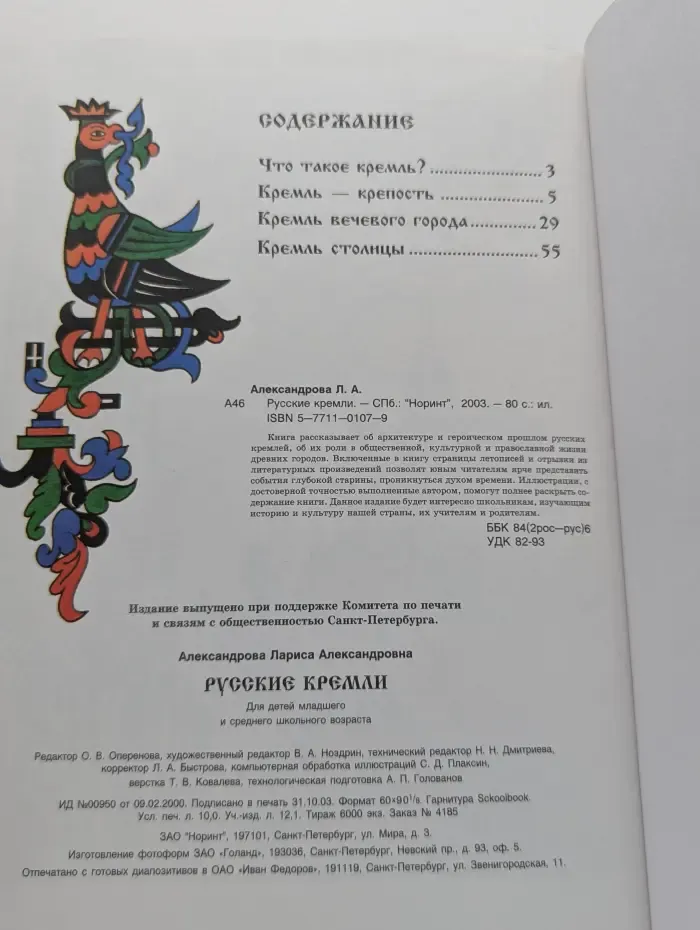 СОДЕРЖАНИЕ
Что такое кремль? ........................ 3
Кремль — крепость ...................... 5
Кремль вечевого города ............. 29
Кремль столицы .......................... 55
Александрова Л. А.
А46 Русские кремли. — СПб.: "Норинт", 2003. — 80 с.: ил.
ISBN 5—7711—0107—9
Книга рассказывает об архитектуре и героическом прошлом русских
кремлей, об их роли в общественной, культурной и православной жизни
древних городов. Включенные в книгу страницы летописей и отрывки из
литературных произведений позволят юным читателям ярче представить
события глубокой старины, проникнуться духом времени. Иллюстрации, с
достоверной точностью выполненные автором, помогут полнее раскрыть со-
держание книги. Данное издание будет интересно школьникам, изучающим
историю и культуру нашей страны, их учителям и родителям.
ББК 84(2рос—рус)6
УДК 82-93
Издание выпущено при поддержке Комитета по печати
и связям с общественностью Санкт-Петербурга.
Александрова Лариса Александровна
РУССКИЕ КРЕМЛИ
Для детей младшего
и среднего школьного возраста
Редактор О. В. Оперенова, художественный редактор В. А. Ноздрин, технический редактор Н. Н. Дмитриева,
корректор Л. А. Быстрова, компьютерная обработка иллюстраций С. Д. Плаксин,
верстка Т. В. Ковалева, технологическая подготовка А. П. Голованов
ИД №00950 от 09.02.2000. Подписано в печать 31.10.03. Формат 60×90¹/₈. Гарнитура Sckoolbook.
Усл. печ. л. 10,0. Уч.-изд. л. 12,1. Тираж 6000 экз. Заказ № 4185
ЗАО "Норинт", 197101, Санкт-Петербург, ул. Мира, д. 3.
Изготовление фотоформ ЗАО «Голанд», 193036, Санкт-Петербург, Невский пр., д. 93, оф. 5.
Отпечатано с готовых диапозитивов в ОАО «Иван Федоров», 191119, Санкт-Петербург, ул. Звенигородская, 11.